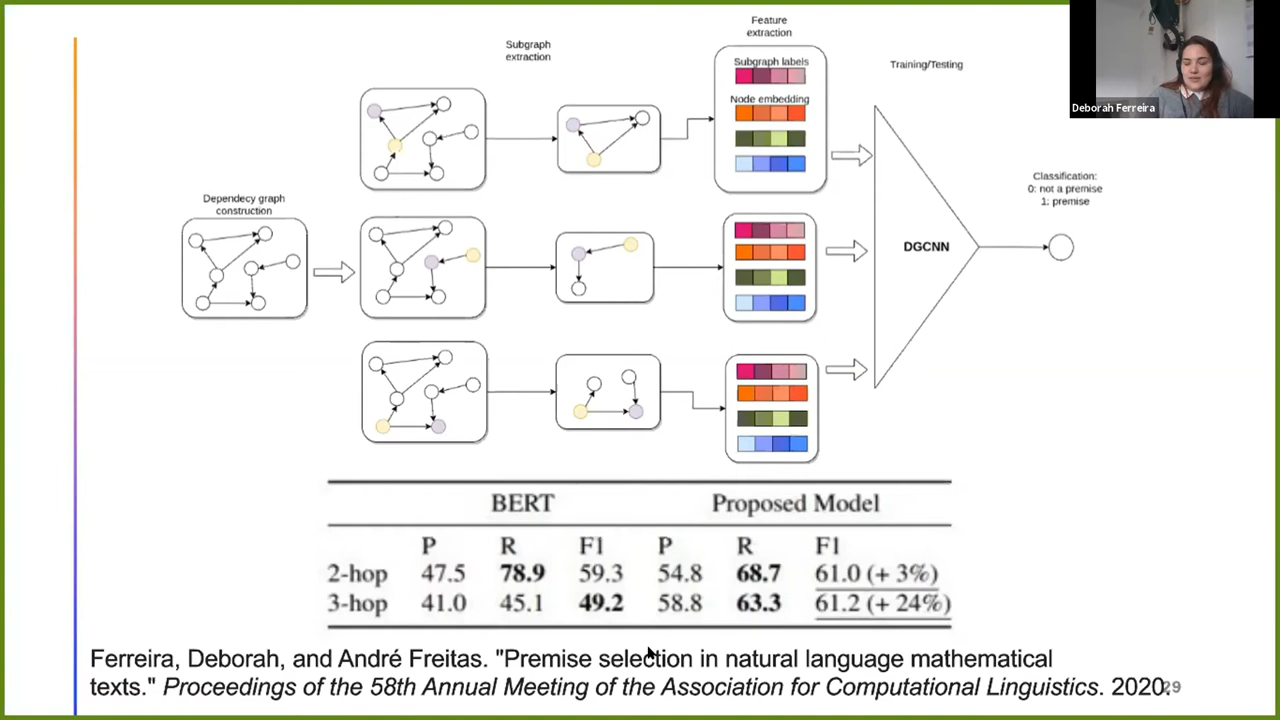 Feature
extraction
Subgraph
extraction
Subgraph labels
Training/Testing
Node embedding
Deborah Ferreira
Classification:
0: not a premise
1: premise
Dependecy graph
construction
DGCNN
BERT Proposed Model
P R F1 P R F1
2-hop 47.5 78.9 59.3 54.8 68.7 61.0 (+ 3%)
3-hop 41.0 45.1 49.2 58.8 63.3 61.2 (+ 24%)
Ferreira, Deborah, and André Freitas. "Premise selection in natural language mathematical
texts." Proceedings of the 58th Annual Meeting of the Association for Computational Linguistics. 2020.
29